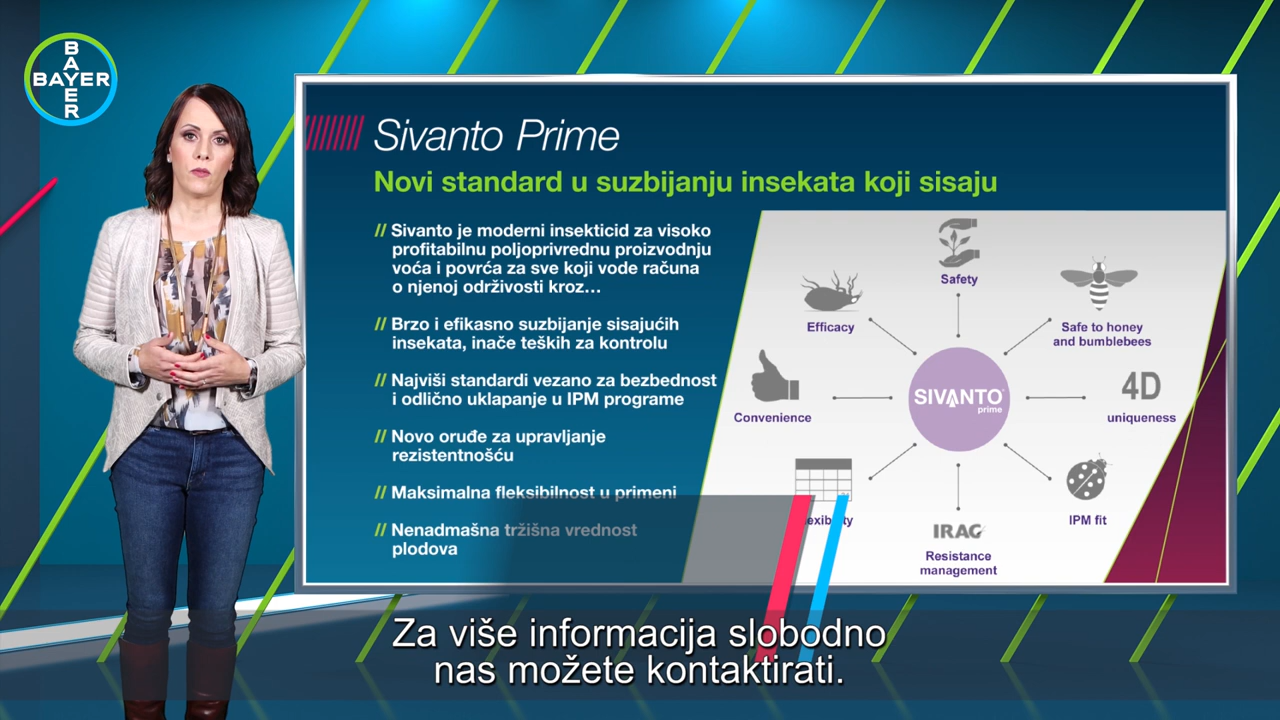 BAYER
BAYER
Sivanto Prime
Novi standard u suzbijanju insekata koji sisaju
// Sivanto je moderni insekticid za visoko
profitabilnu poljoprivrednu proizvodnju
voća i povrća za sve koji vode računa
o njenoj održivosti kroz...
// Brzo i efikasno suzbijanje sisajućih
insekata, inače teških za kontrolu
// Najviši standardi vezano za bezbednost
i odlično uklapanje u IPM programe
// Novo oruđe za upravljanje
rezistentnošću
// Maksimalna fleksibilnost u primeni
// Nenadmašna tržišna vrednost
plodova
Safety
Efficacy
Safe to honey
and bumblebees
Convenience
SIVANTO
prime
4D
uniqueness
IPM fit
IRAC
Resistance
management
Za više informacija slobodno
nas možete kontaktirati.